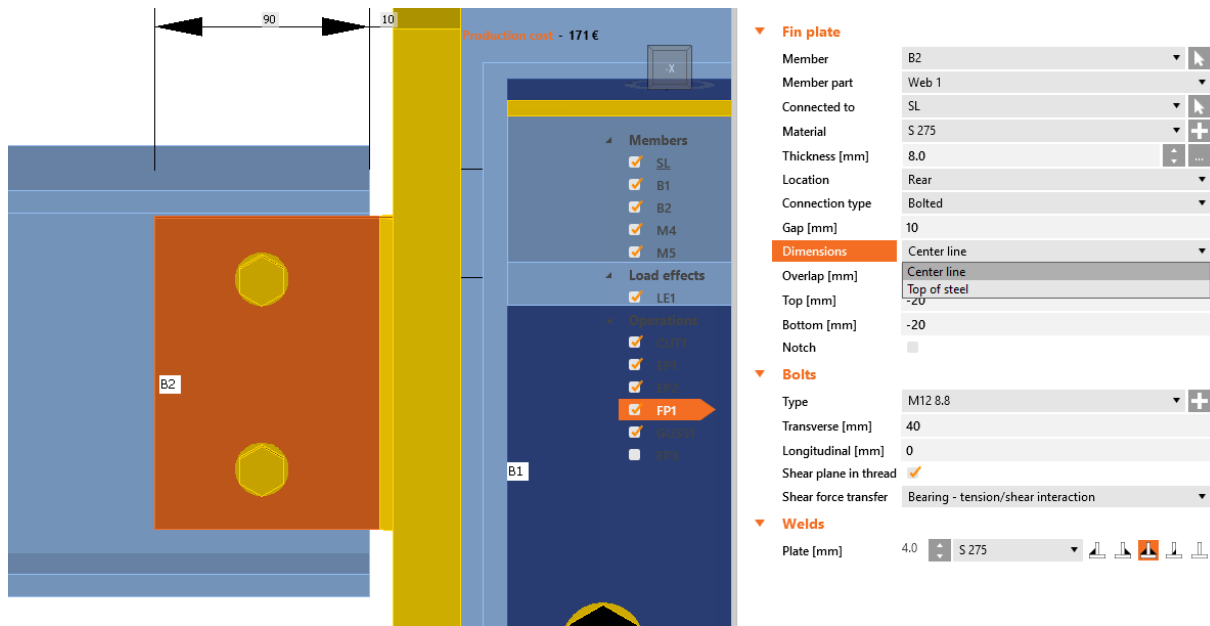 90
10
Production cost - 171 €
-X
Members
SL
B1
B2
M4
M5
Load effects
LE1
Operations
CUT1
EP1
EP2
FP1
GUSS1
B2
B1
Fin plate
Member B2
Member part Web 1
Connected to SL
Material S 275
Thickness [mm] 8.0 ...
Location Rear
Connection type Bolted
Gap [mm] 10
Dimensions Center line
Center line
Overlap [mm]
Top of steel
Top [mm] -20
Bottom [mm] -20
Notch
Bolts
Type M12 8.8
Transverse [mm] 40
Longitudinal [mm] 0
Shear plane in thread
Shear force transfer Bearing - tension/shear interaction
Welds
Plate [mm] 4.0 S 275